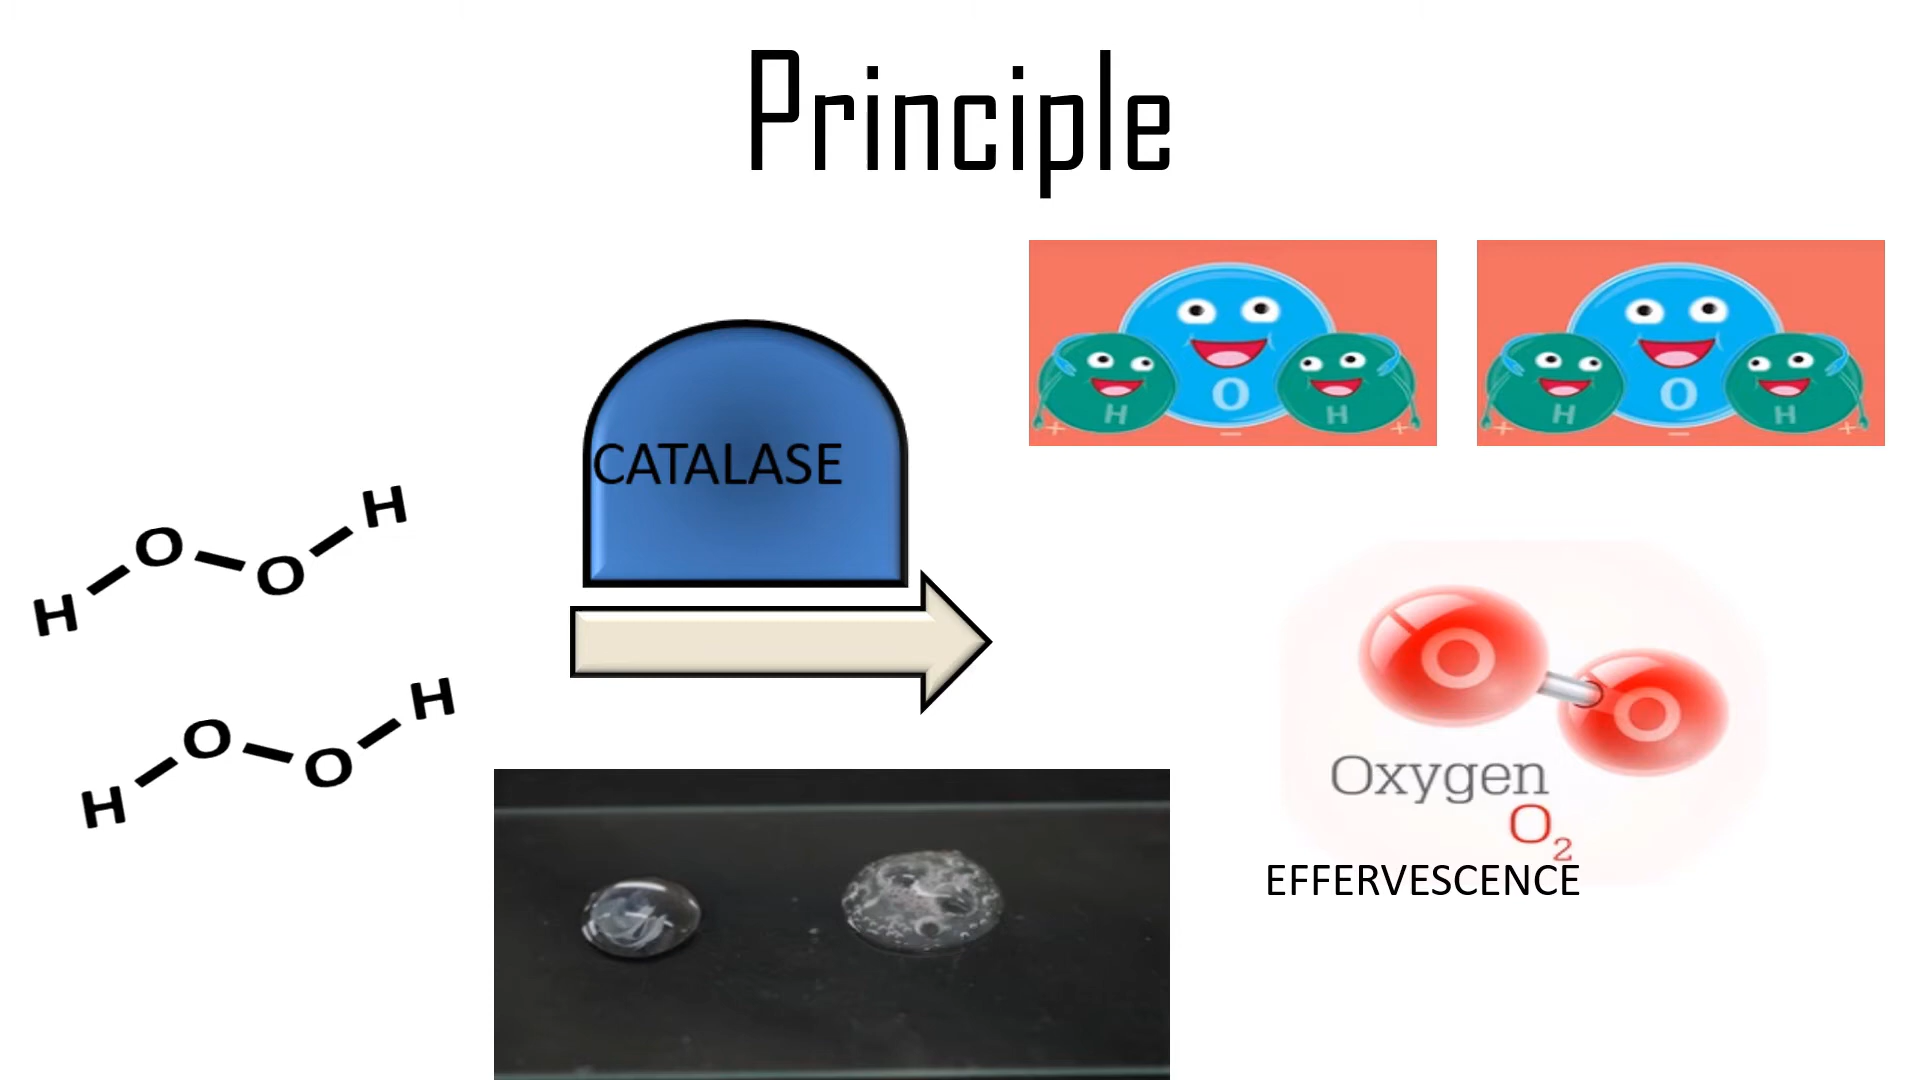 Principle
CATALASE
H O O H
H O O H
H O H
+ – +
H O H
+ – +
O O
Oxygen
O2
EFFERVESCENCE